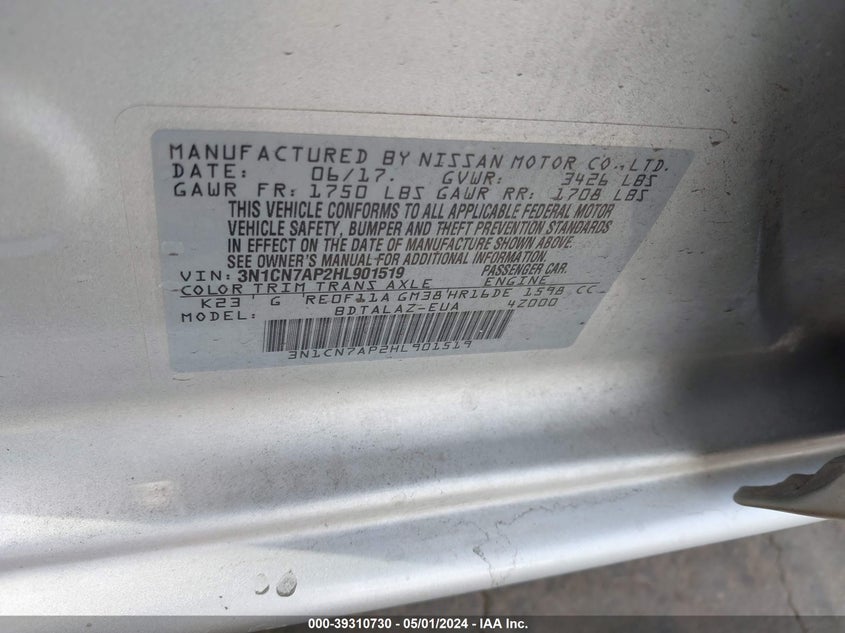 MANUFACTURED BY NISSAN MOTOR CO., LTD.
DATE: 06/17. GVWR: 3426 LBS
GAWR FR: 1750 LBS GAWR RR: 1708 LBS
THIS VEHICLE CONFORMS TO ALL APPLICABLE FEDERAL MOTOR
VEHICLE SAFETY, BUMPER AND THEFT PREVENTION STANDARDS
IN EFFECT ON THE DATE OF MANUFACTURE SHOWN ABOVE.
SEE OWNER'S MANUAL FOR ADDITIONAL INFORMATION.
VIN: 3N1CN7AP2HL901519 PASSENGER CAR.
COLOR TRIM TRANS AXLE ENGINE
K23 G RE0F11A GM38 HR16DE 1598 CC
MODEL: BDTALAZ-EUA 42000
3N1CN7AP2HL901519
000-39310730 - 05/01/2024 - IAA Inc.